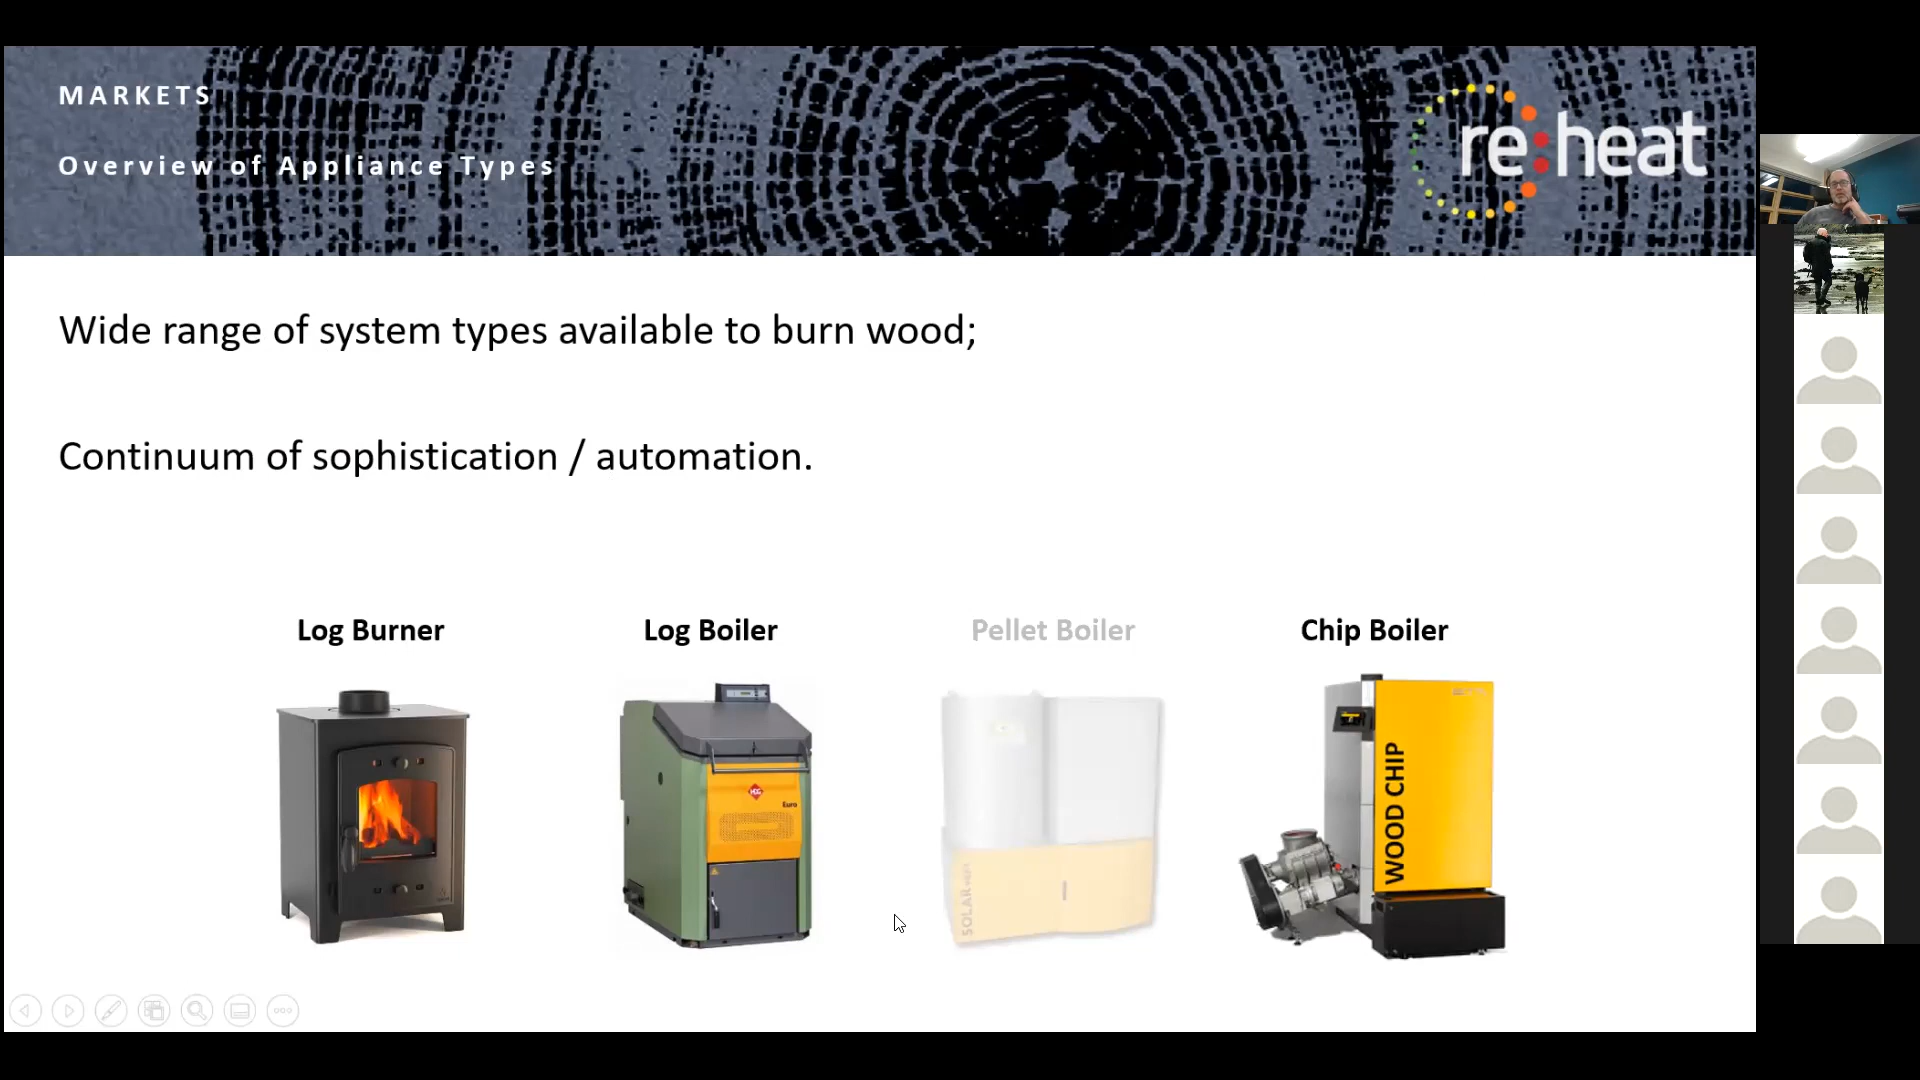 MARKETS
Overview of Appliance Types
re:heat
Wide range of system types available to burn wood;
Continuum of sophistication / automation.
Log Burner
Log Boiler
Pellet Boiler
Chip Boiler
HDG
Euro
SOLAR
WOOD CHIP